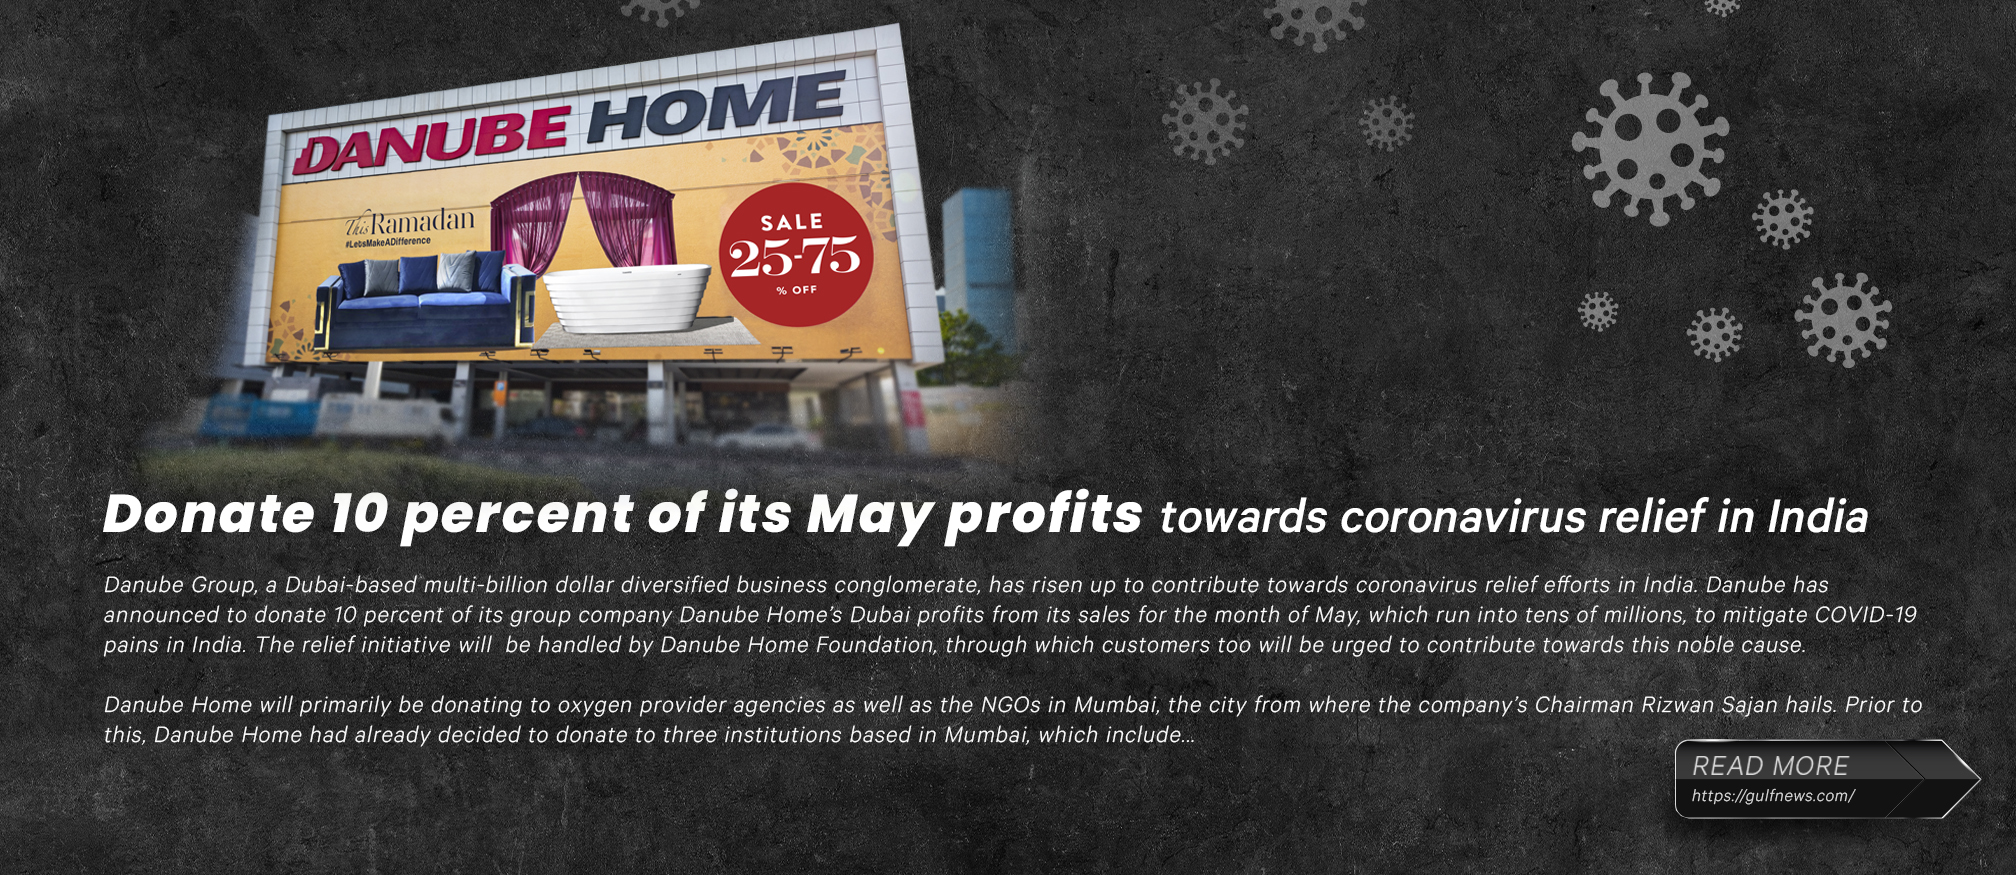 DANUBE HOME
This Ramadan
#LetsMakeADifference
SALE
25-75
% OFF
Donate 10 percent of its May profits towards coronavirus relief in India
Danube Group, a Dubai-based multi-billion dollar diversified business conglomerate, has risen up to contribute towards coronavirus relief efforts in India. Danube has
announced to donate 10 percent of its group company Danube Home's Dubai profits from its sales for the month of May, which run into tens of millions, to mitigate COVID-19
pains in India. The relief initiative will  be handled by Danube Home Foundation, through which customers too will be urged to contribute towards this noble cause.
Danube Home will primarily be donating to oxygen provider agencies as well as the NGOs in Mumbai, the city from where the company's Chairman Rizwan Sajan hails. Prior to
this, Danube Home had already decided to donate to three institutions based in Mumbai, which include...
READ MORE
https://gulfnews.com/